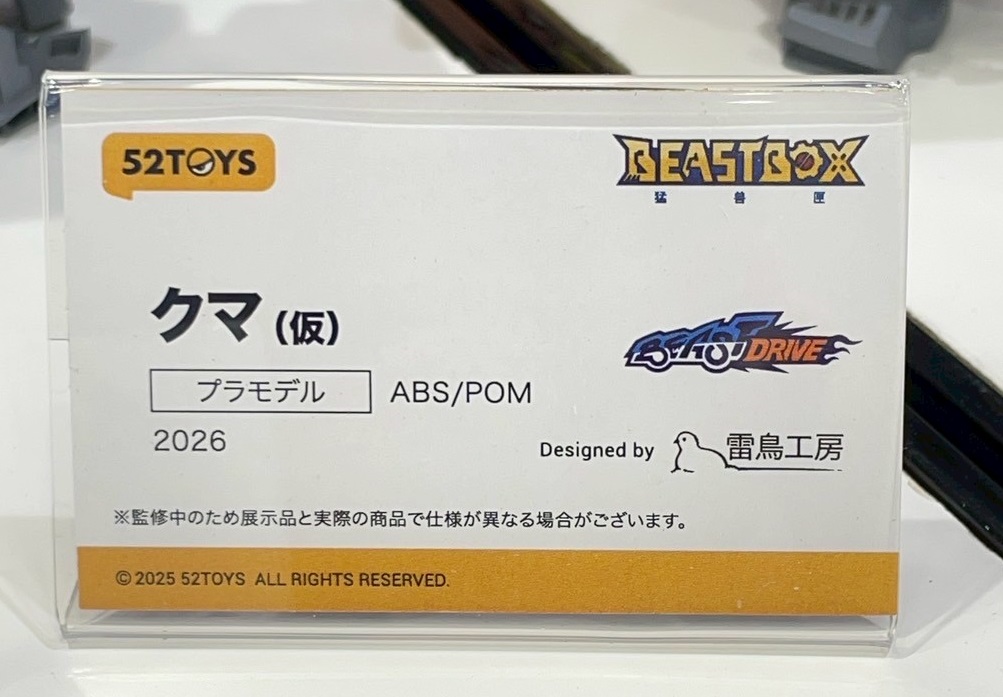 52TOYS
BEASTBOX
猛獣匣
クマ (仮)
BEAST DRIVE
プラモデル ABS/POM
2026
Designed by 雷鳥工房
※監修中のため展示品と実際の商品で仕様が異なる場合がございます。
© 2025 52TOYS ALL RIGHTS RESERVED.